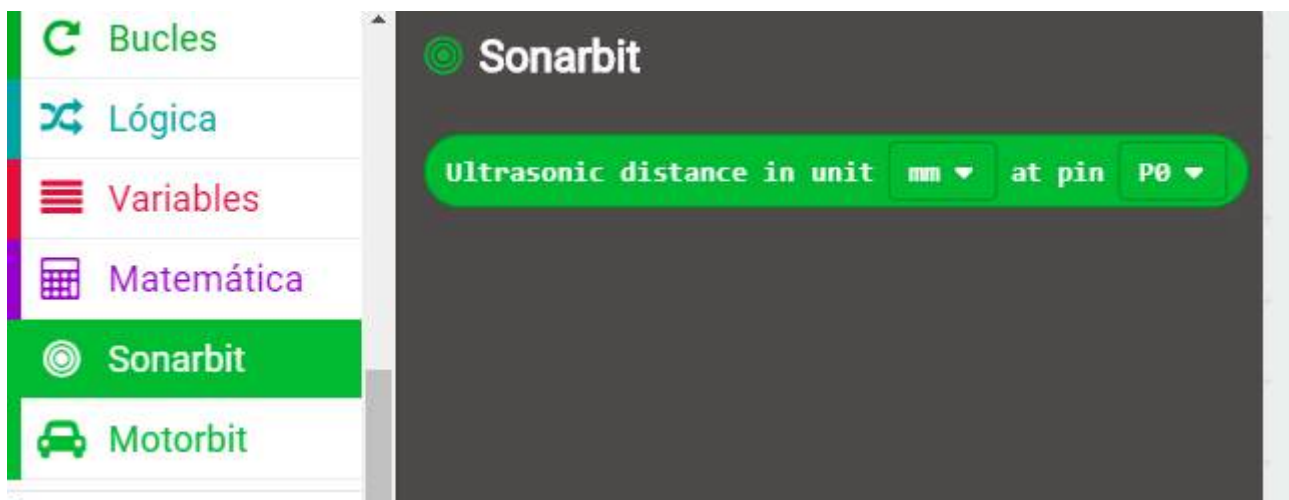 Bucles
Lógica
Variables
Matemática
Sonarbit
Motorbit
Sonarbit
Ultrasonic distance in unit mm at pin P0